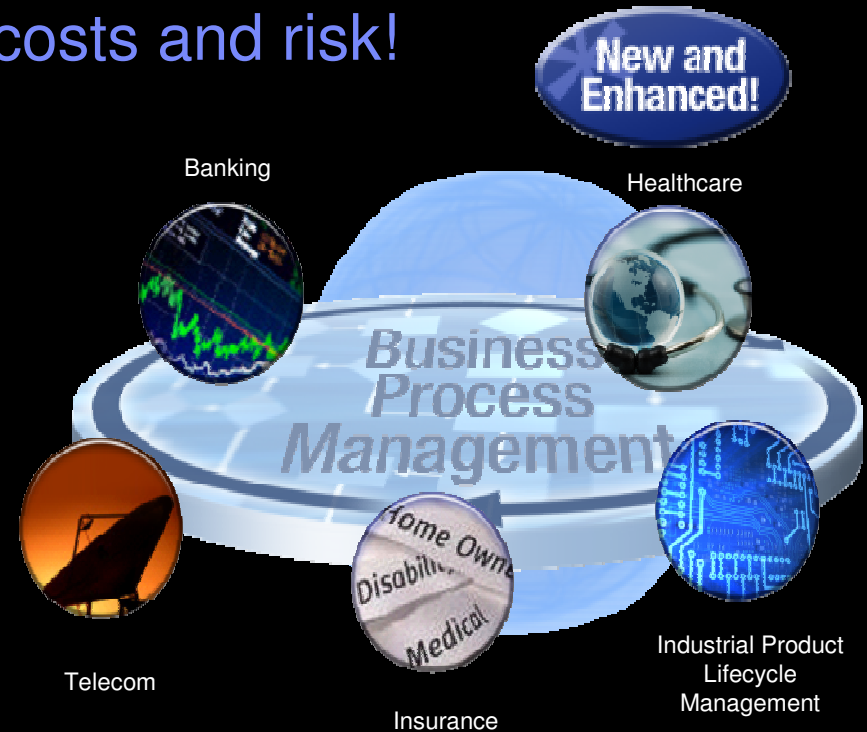 costs and risk!
New and
Enhanced!
Banking
Healthcare
Business
Process
Management
Home Own
Disabili
Medical
Telecom
Insurance
Industrial Product
Lifecycle
Management